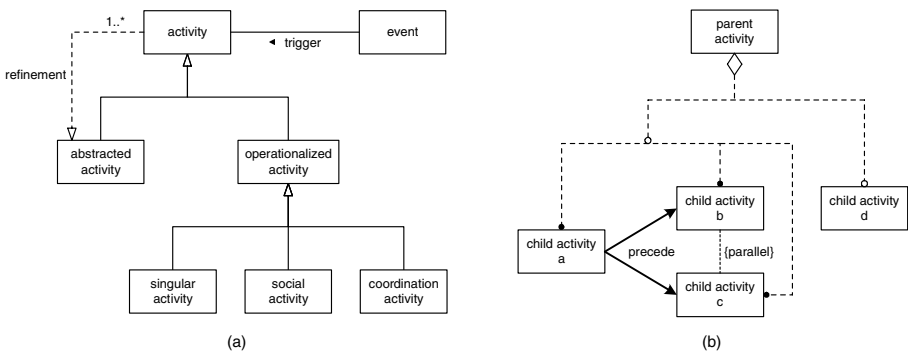 1..*
activity
trigger
event
refinement
abstracted
activity
operationalized
activity
singular
activity
social
activity
coordination
activity
(a)
parent
activity
child activity
a
precede
child activity
b
{parallel}
child activity
c
child activity
d
(b)